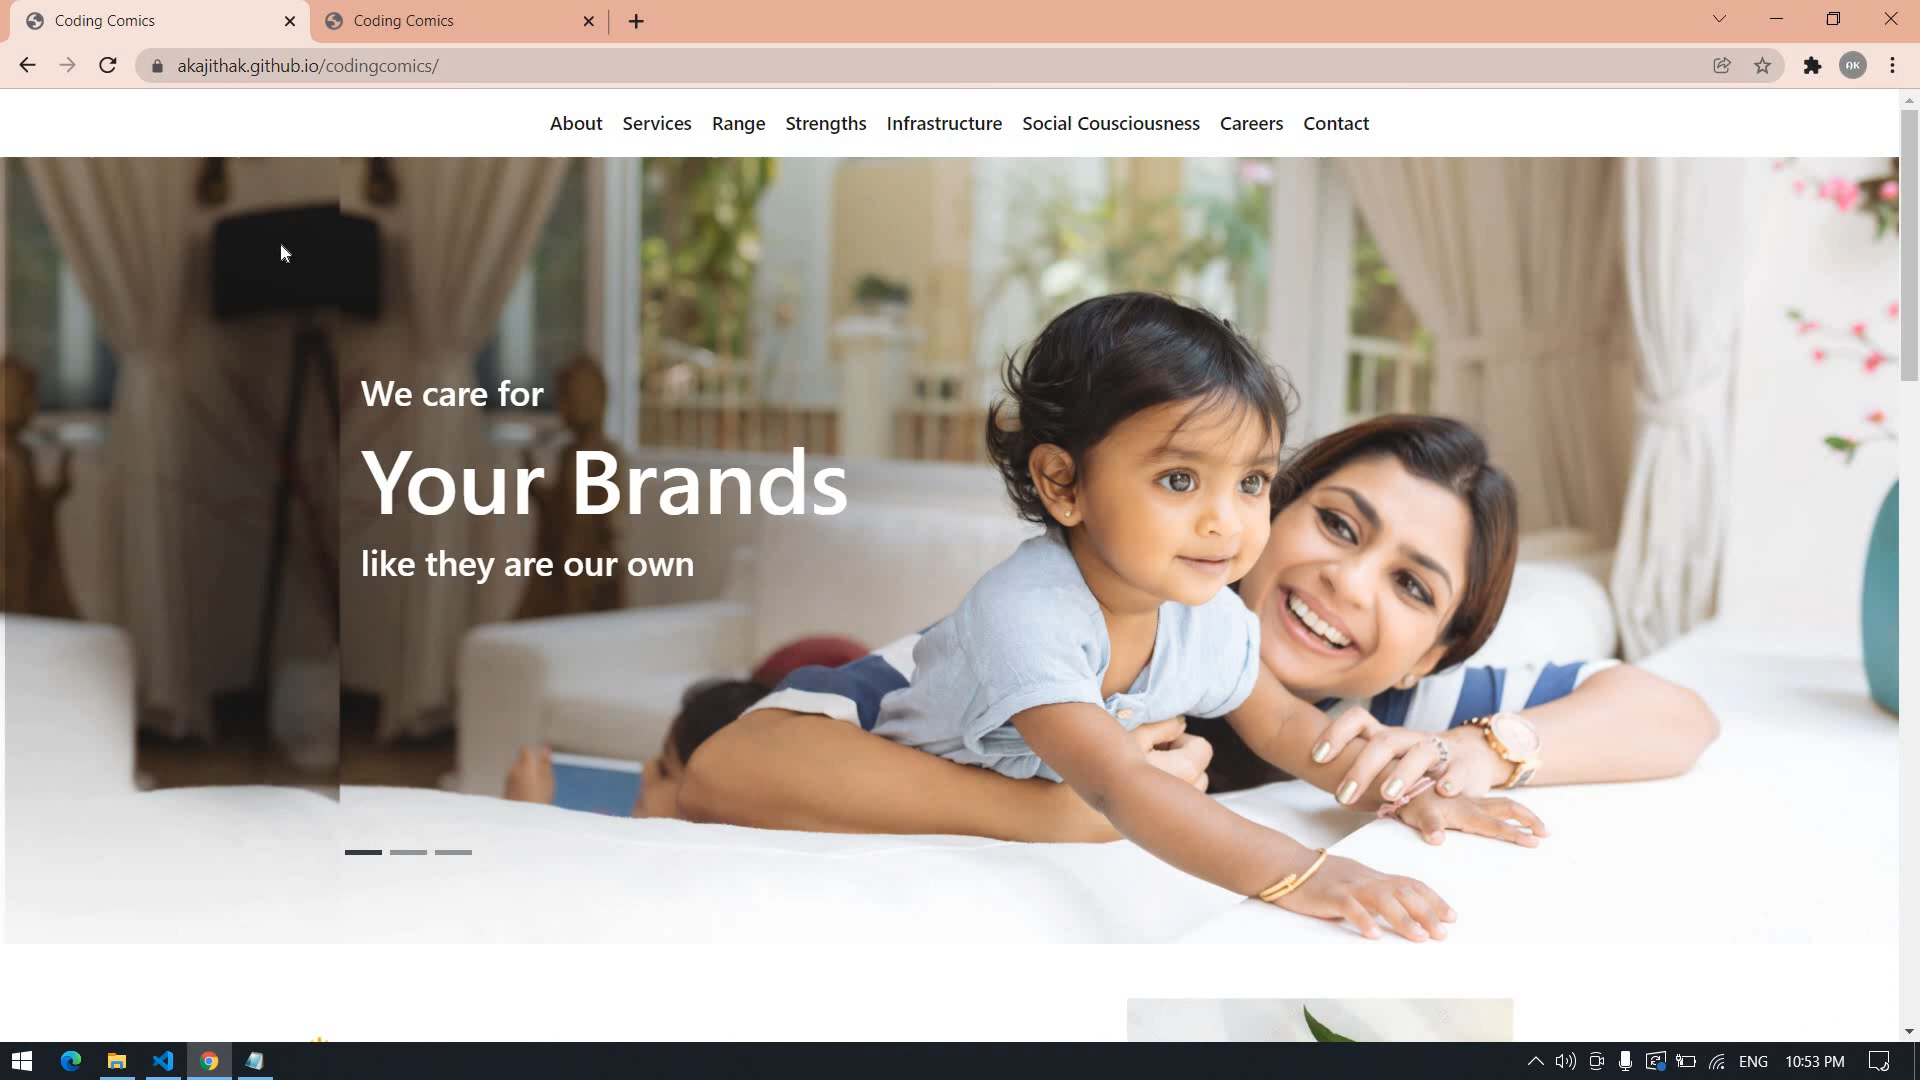 Coding Comics
Coding Comics
akajithak.github.io/codingcomics/
AK
About Services Range Strengths Infrastructure Social Cousciousness Careers Contact
We care for
Your Brands
like they are our own
ENG 10:53 PM